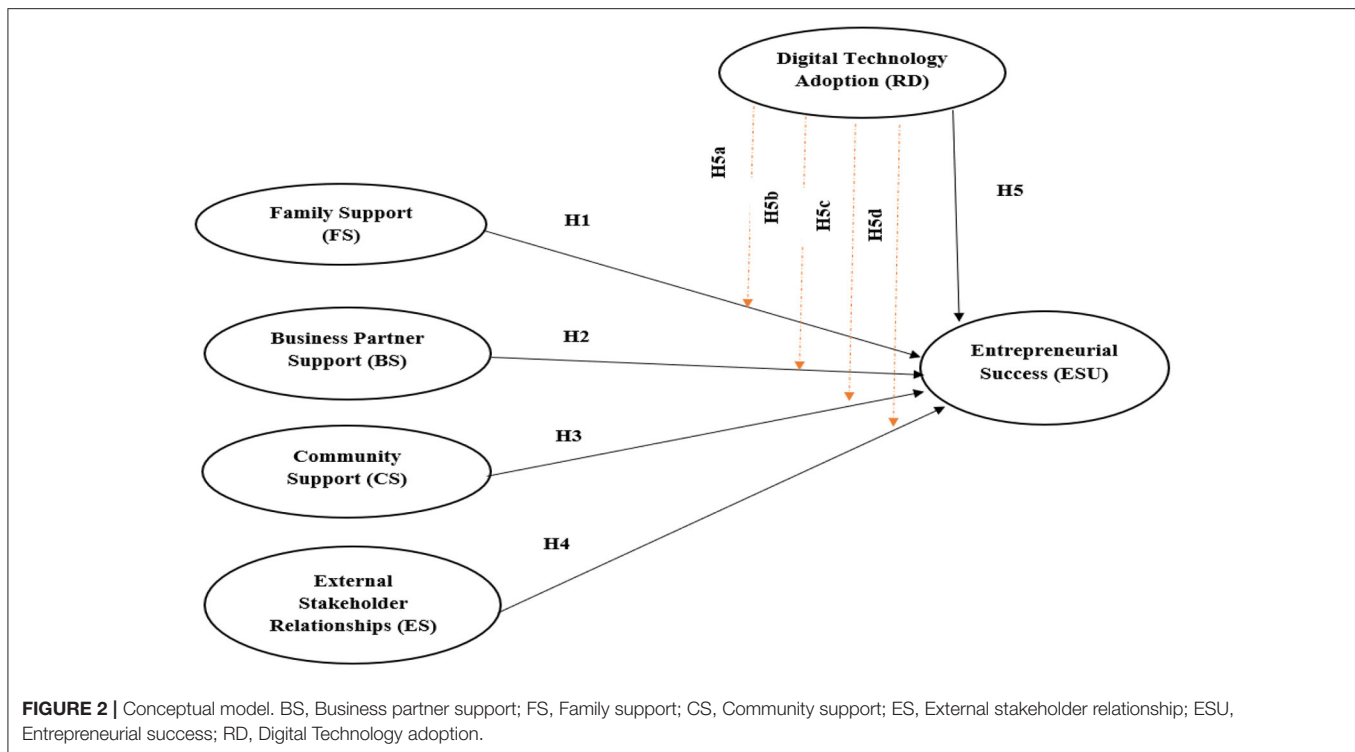 Digital Technology
Adoption (RD)
H5a
H5b
H5c
H5d
H5
Family Support
(FS)
H1
Business Partner
Support (BS)
H2
Entrepreneurial
Success (ESU)
Community
Support (CS)
H3
External
Stakeholder
Relationships (ES)
H4
FIGURE 2 | Conceptual model. BS, Business partner support; FS, Family support; CS, Community support; ES, External stakeholder relationship; ESU,
Entrepreneurial success; RD, Digital Technology adoption.